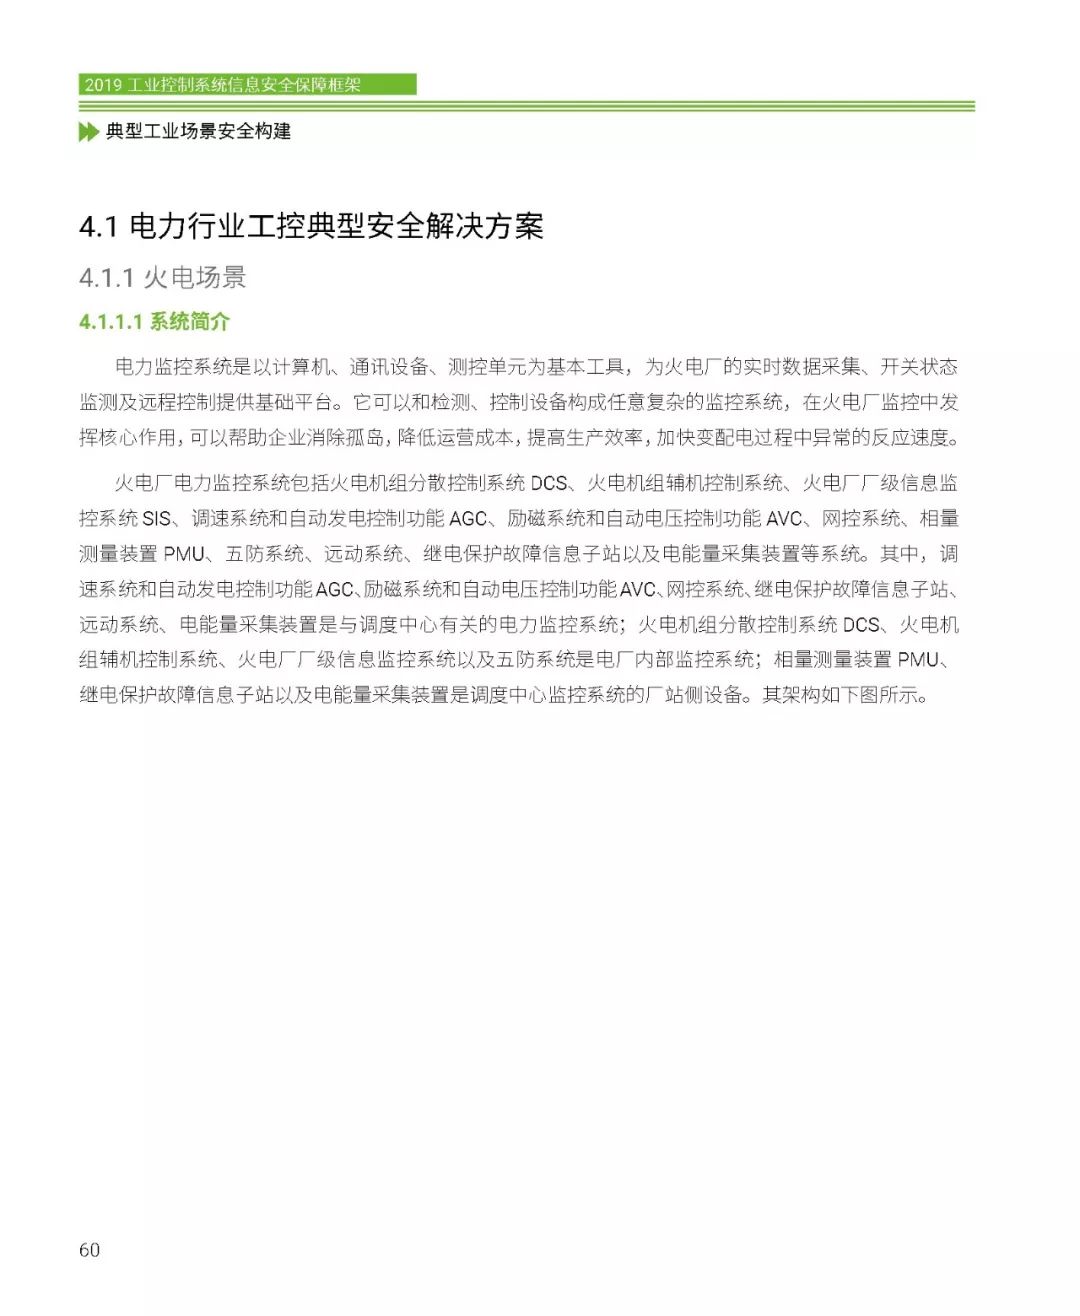 2019 工业控制系统信息安全保障框架
典型工业场景安全构建
4.1 电力行业工控典型安全解决方案
4.1.1 火电场景
4.1.1.1 系统简介
电力监控系统是以计算机、通讯设备、测控单元为基本工具，为火电厂的实时数据采集、开关状态
监测及远程控制提供基础平台。它可以和检测、控制设备构成任意复杂的监控系统，在火电厂监控中发
挥核心作用，可以帮助企业消除孤岛，降低运营成本，提高生产效率，加快变配电过程中异常的反应速度。
火电厂电力监控系统包括火电机组分散控制系统 DCS、火电机组辅机控制系统、火电厂厂级信息监
控系统 SIS、调速系统和自动发电控制功能 AGC、励磁系统和自动电压控制功能 AVC、网控系统、相量
测量装置 PMU、五防系统、远动系统、继电保护故障信息子站以及电能量采集装置等系统。其中，调
速系统和自动发电控制功能 AGC、励磁系统和自动电压控制功能 AVC、网控系统、继电保护故障信息子站、
远动系统、电能量采集装置是与调度中心有关的电力监控系统；火电机组分散控制系统 DCS、火电机
组辅机控制系统、火电厂厂级信息监控系统以及五防系统是电厂内部监控系统；相量测量装置 PMU、
继电保护故障信息子站以及电能量采集装置是调度中心监控系统的厂站侧设备。其架构如下图所示。
60